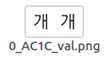 개 개
0_AC1C_val.png